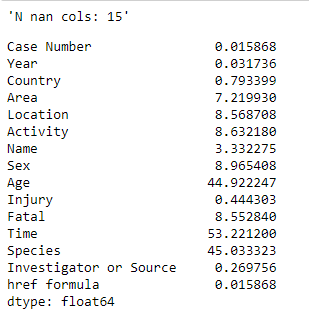 'N nan cols: 15'
Case Number 0.015868
Year 0.031736
Country 0.793399
Area 7.219930
Location 8.568708
Activity 8.632180
Name 3.332275
Sex 8.965408
Age 44.922247
Injury 0.444303
Fatal 8.552840
Time 53.221200
Species 45.033323
Investigator or Source 0.269756
href formula 0.015868
dtype: float64